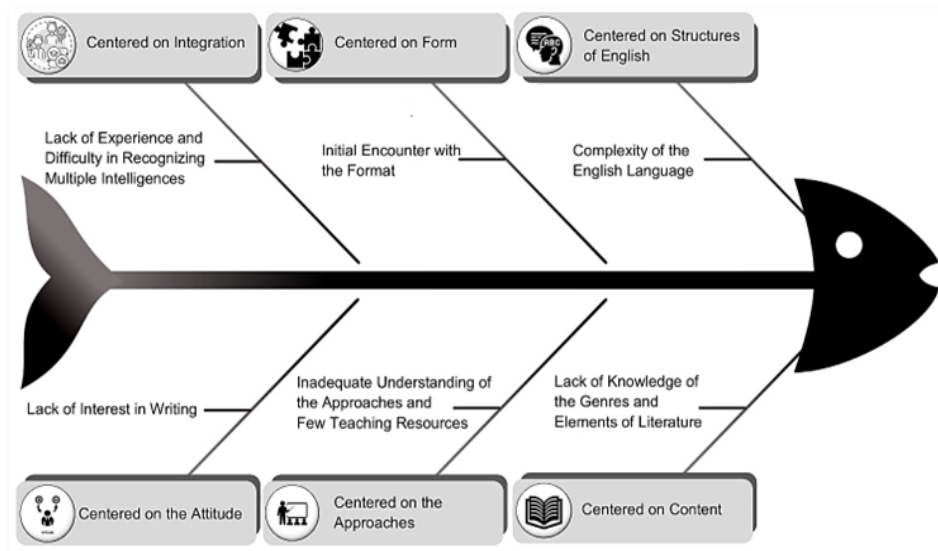 Centered on Integration
Centered on Form
Centered on Structures
of English
ABC
Lack of Experience and
Difficulty in Recognizing
Multiple Intelligences
Initial Encounter with
the Format
Complexity of the
English Language
Lack of Interest in Writing
Inadequate Understanding of
the Approaches and
Few Teaching Resources
Lack of Knowledge of
the Genres and
Elements of Literature
Centered on the Attitude
Centered on the
Approaches
Centered on Content